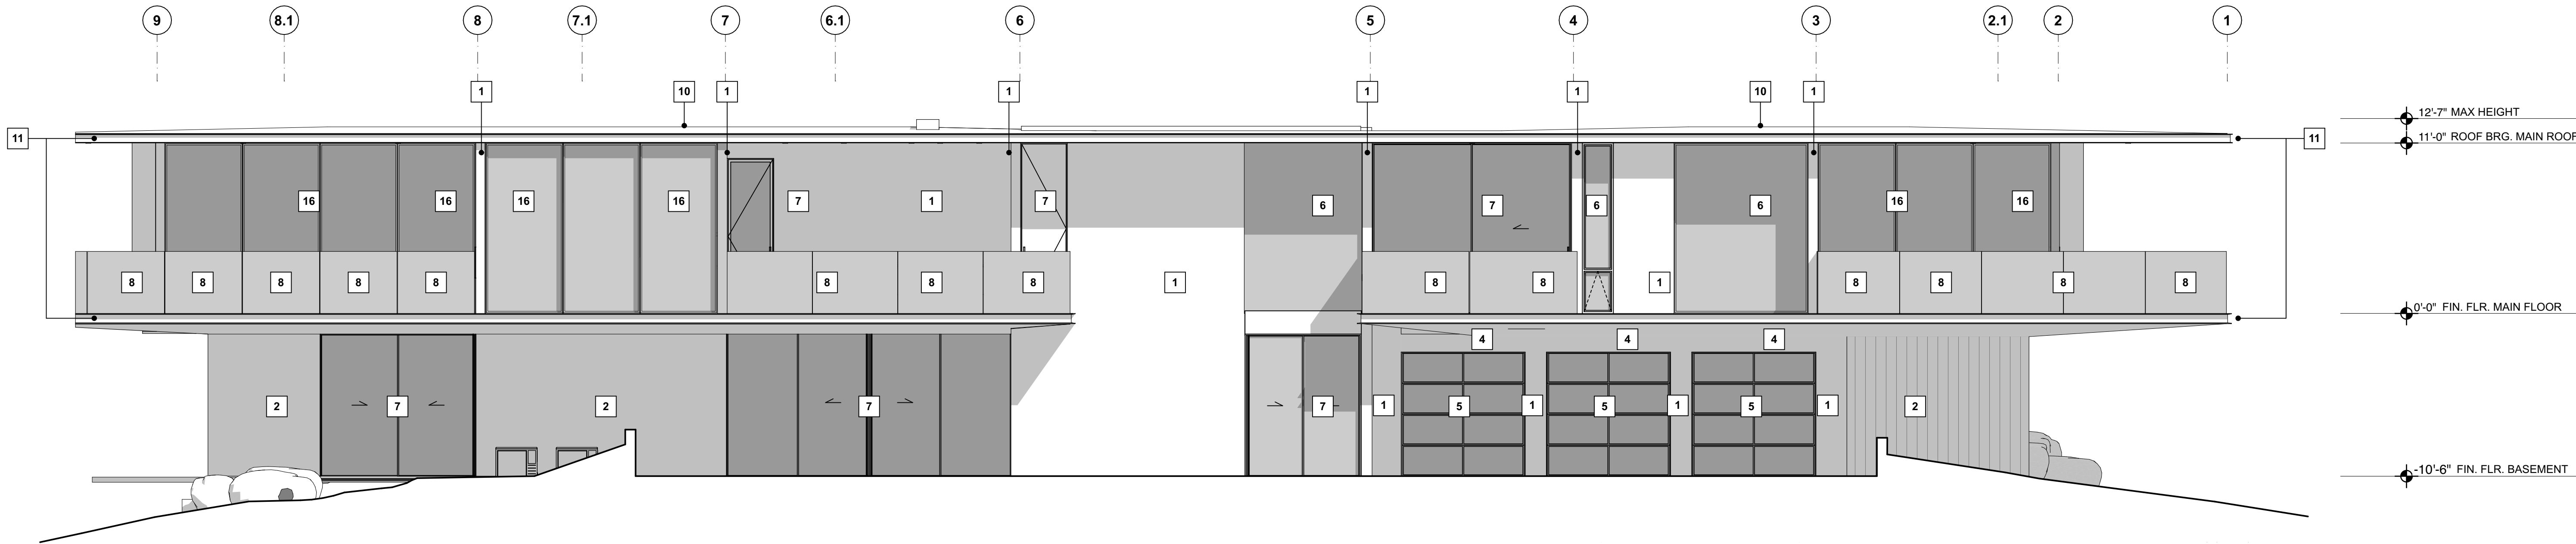 9 8.1 8 7.1 7 6.1 6 5 4 3 2.1 2 1
1 10 1 1 1 1 10 1
12'-7" MAX HEIGHT
11 11
11'-0" ROOF BRG. MAIN ROOF
16 16 16 16 7 1 7 6 7 6 6 16 16
8 8 8 8 8 8 8 8 1 8 8 1 8 8 8 8
0'-0" FIN. FLR. MAIN FLOOR
4 4 4
2 7 2 7 7 1 5 1 5 1 5 1 2
-10'-6" FIN. FLR. BASEMENT